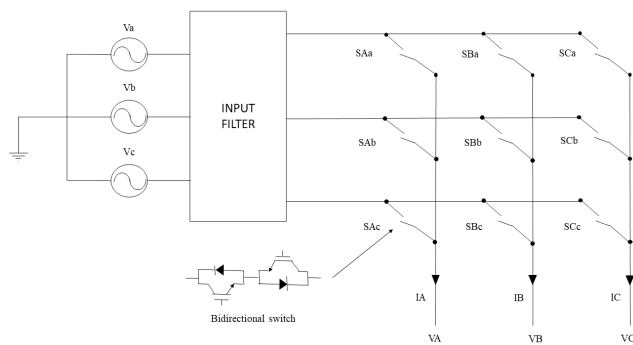 Va
Vb
Vc
INPUT
FILTER
SAa
SBa
SCa
SAb
SBb
SCb
SAc
SBc
SCc
Bidirectional switch
IA
IB
IC
VA
VB
VC